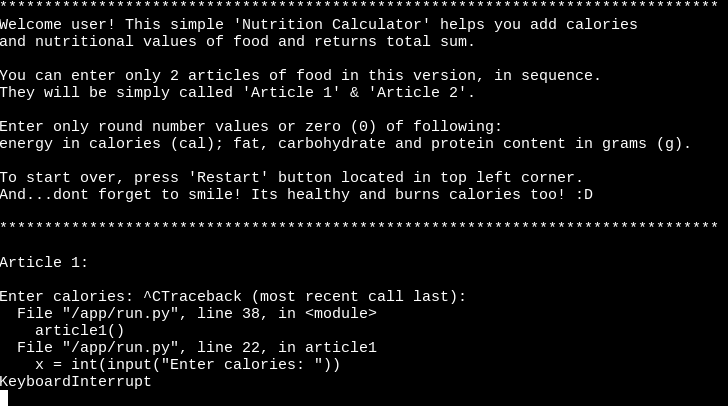 ********************************************************************************
Welcome user! This simple 'Nutrition Calculator' helps you add calories
and nutritional values of food and returns total sum.
You can enter only 2 articles of food in this version, in sequence.
They will be simply called 'Article 1' & 'Article 2'.
Enter only round number values or zero (0) of following:
energy in calories (cal); fat, carbohydrate and protein content in grams (g).
To start over, press 'Restart' button located in top left corner.
And...dont forget to smile! Its healthy and burns calories too! :D
********************************************************************************
Article 1:
Enter calories: ^CTraceback (most recent call last):
  File "/app/run.py", line 38, in <module>
    article1()
  File "/app/run.py", line 22, in article1
    x = int(input("Enter calories: "))
KeyboardInterrupt